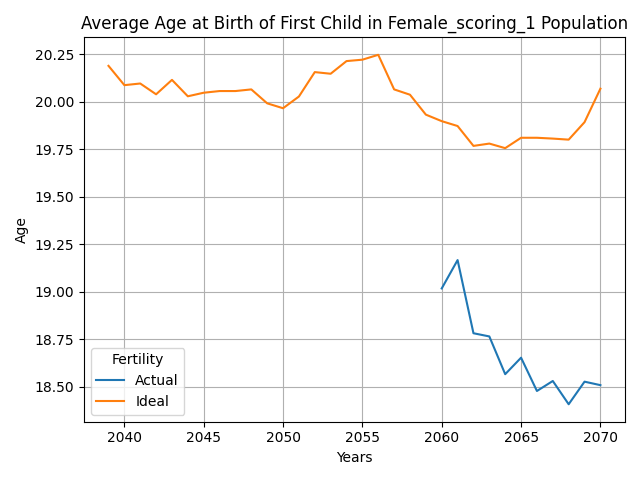 Average Age at Birth of First Child in Female_scoring_1 Population
20.25
20.00
19.75
19.50
19.25
19.00
18.75
18.50
Age
Fertility
Actual
Ideal
2040 2045 2050 2055 2060 2065 2070
Years